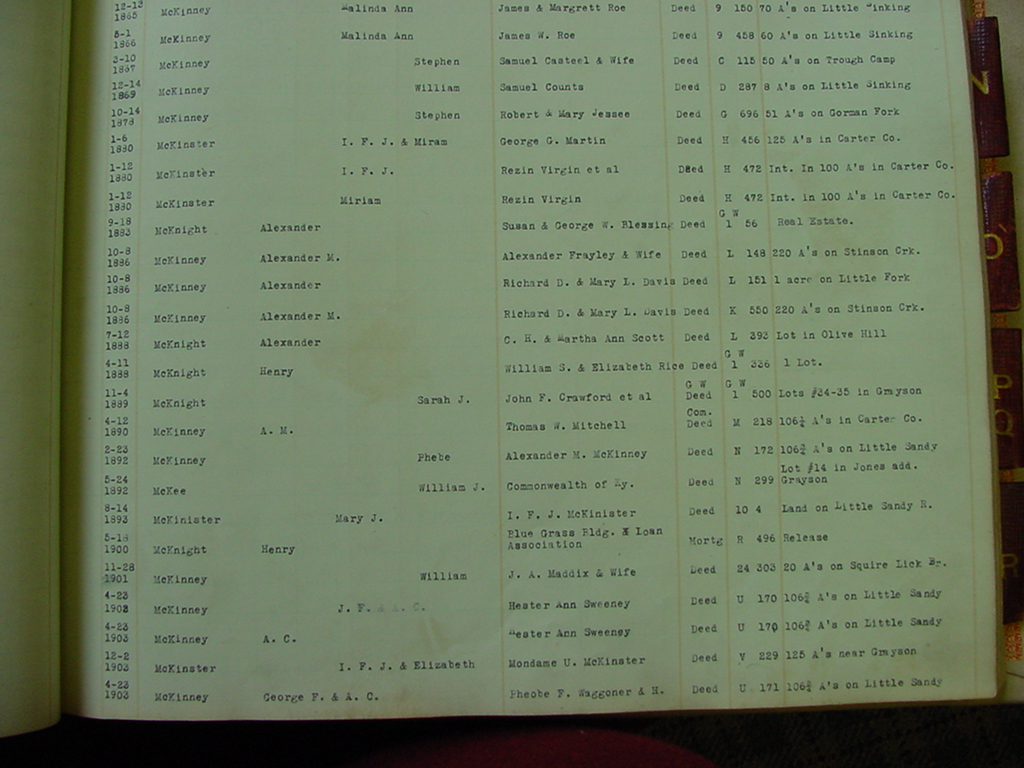 12-13 1865 McKinney Malinda Ann James & Margrett Roe Deed 9 150 70 A's on Little Sinking
5-1 1866 McKinney Malinda Ann James W. Roe Deed 9 458 60 A's on Little Sinking
3-10 1867 McKinney Stephen Samuel Casteel & Wife Deed C 115 50 A's on Trough Camp
12-14 1869 McKinney William Samuel Counts Deed D 287 8 A's on Little Sinking
10-14 1878 McKinney Stephen Robert & Mary Jessee Deed G 696 51 A's on Gorman Fork
1-6 1880 McKinster I. F. J. & Miram George G. Martin Deed H 456 125 A's in Carter Co.
1-12 1880 McKinster I. F. J. Rezin Virgin et al Deed H 472 Int. In 100 A's in Carter Co.
1-12 1880 McKinster Miriam Rezin Virgin Deed H 472 Int. in 100 A's in Carter Co.
9-18 1883 McKnight Alexander Susan & George W. Blessing Deed G W 1 56 Real Estate.
10-8 1886 McKinney Alexander M. Alexander Frayley & Wife Deed L 148 220 A's on Stinson Crk.
10-8 1886 McKinney Alexander Richard D. & Mary L. Davis Deed L 151 1 acre on Little Fork
10-8 1886 McKinney Alexander M. Richard D. & Mary L. Davis Deed K 550 220 A's on Stinson Crk.
7-12 1888 McKnight Alexander C. H. & Martha Ann Scott Deed L 393 Lot in Olive Hill
4-11 1888 McKnight Henry William S. & Elizabeth Rice Deed G W 1 336 1 Lot.
11-4 1889 McKnight Sarah J. John F. Crawford et al G W Deed G W 1 500 Lots #34-35 in Grayson
4-12 1890 McKinney A. M. Thomas W. Mitchell Com. Deed M 218 106¼ A's in Carter Co.
2-23 1892 McKinney Phebe Alexander M. McKinney Deed N 172 106¾ A's on Little Sandy
5-24 1892 McKee William J. Commonwealth of Ky. Deed N 299 Lot #14 in Jones add. Grayson
8-14 1893 McKinister Mary J. I. F. J. McKinister Deed 10 4 Land on Little Sandy R.
5-18 1900 McKnight Henry Blue Grass Bldg. & Loan Association Mortg R 496 Release
11-28 1901 McKinney William J. A. Maddix & Wife Deed 24 303 20 A's on Squire Lick Br.
4-23 1903 McKinney J. F. & A. C. Hester Ann Sweeney Deed U 170 106¾ A's on Little Sandy
4-23 1903 McKinney A. C. Hester Ann Sweeney Deed U 170 106¾ A's on Little Sandy
12-2 1903 McKinster I. F. J. & Elizabeth Mondame U. McKinster Deed V 229 125 A's near Grayson
4-23 1903 McKinney George F. & A. C. Pheobe F. Waggoner & H. Deed U 171 106¾ A's on Little Sandy
O
P
Q
R